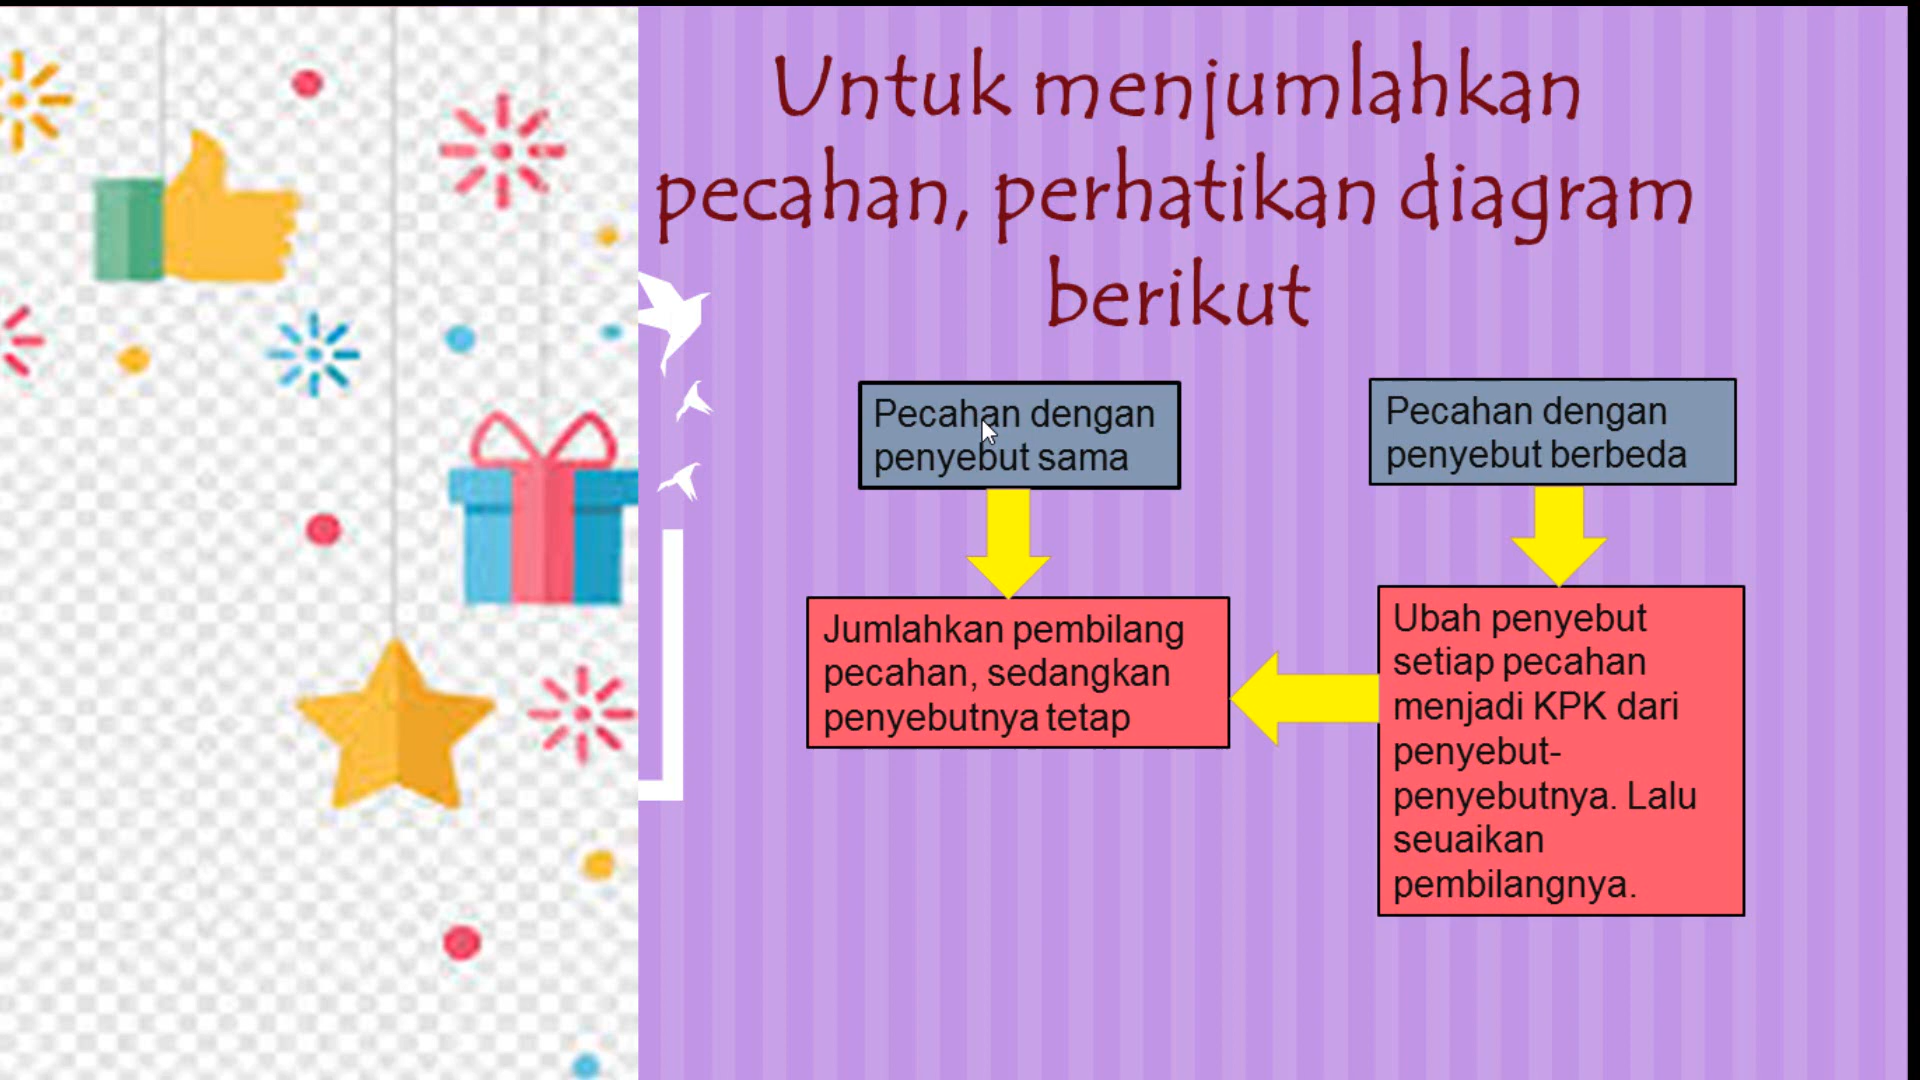 Untuk menjumlahkan
pecahan, perhatikan diagram
berikut
Pecahan dengan
penyebut sama
Pecahan dengan
penyebut berbeda
Jumlahkan pembilang
pecahan, sedangkan
penyebutnya tetap
Ubah penyebut
setiap pecahan
menjadi KPK dari
penyebut-
penyebutnya. Lalu
seuaikan
pembilangnya.